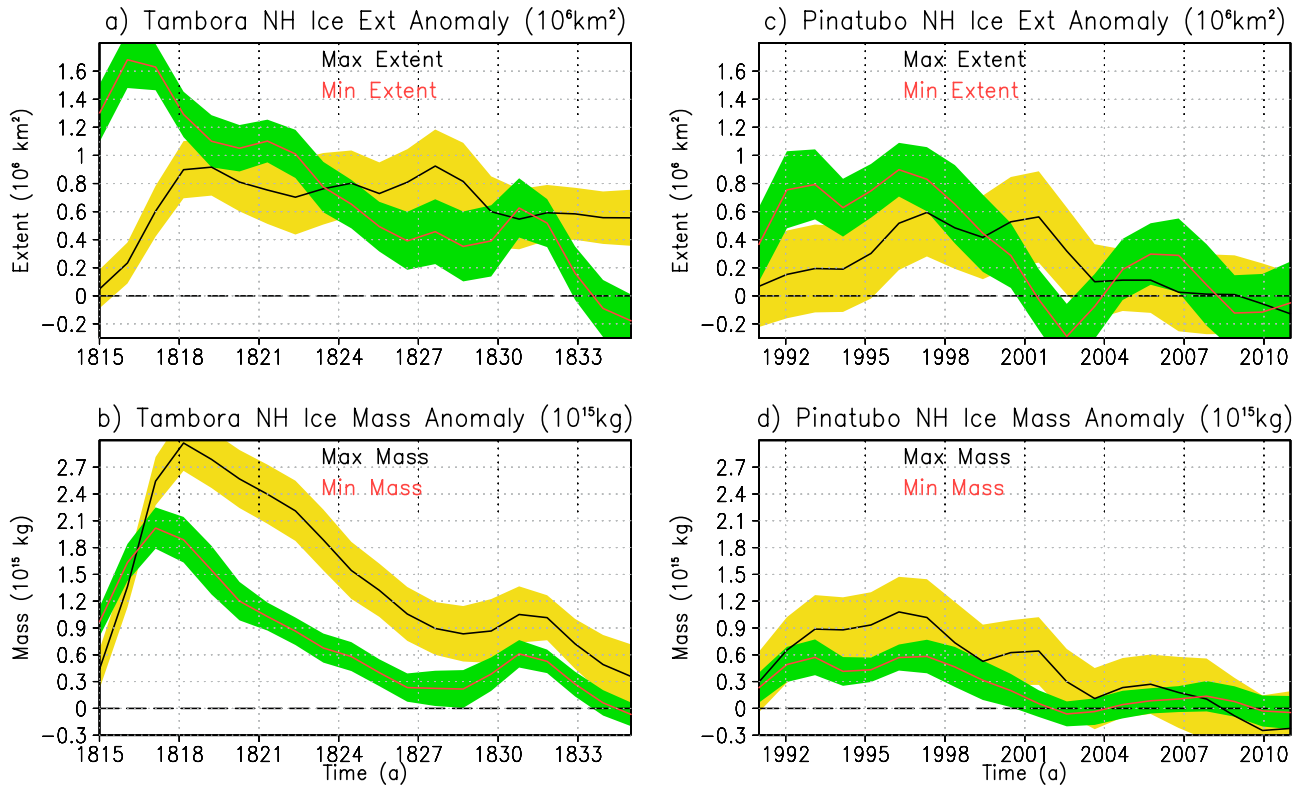 a) Tambora NH Ice Ext Anomaly (10⁶km²)
Max Extent
Min Extent
Extent (10⁶ km²)
1.6
1.4
1.2
1
0.8
0.6
0.4
0.2
0
−0.2
1815 1818 1821 1824 1827 1830 1833
c) Pinatubo NH Ice Ext Anomaly (10⁶km²)
Max Extent
Min Extent
Extent (10⁶ km²)
1.6
1.4
1.2
1
0.8
0.6
0.4
0.2
0
−0.2
1992 1995 1998 2001 2004 2007 2010
b) Tambora NH Ice Mass Anomaly (10¹⁵kg)
Max Mass
Min Mass
Mass (10¹⁵ kg)
2.7
2.4
2.1
1.8
1.5
1.2
0.9
0.6
0.3
0
−0.3
1815 1818 1821 1824 1827 1830 1833
Time (a)
d) Pinatubo NH Ice Mass Anomaly (10¹⁵kg)
Max Mass
Min Mass
Mass (10¹⁵ kg)
2.7
2.4
2.1
1.8
1.5
1.2
0.9
0.6
0.3
0
−0.3
1992 1995 1998 2001 2004 2007 2010
Time (a)